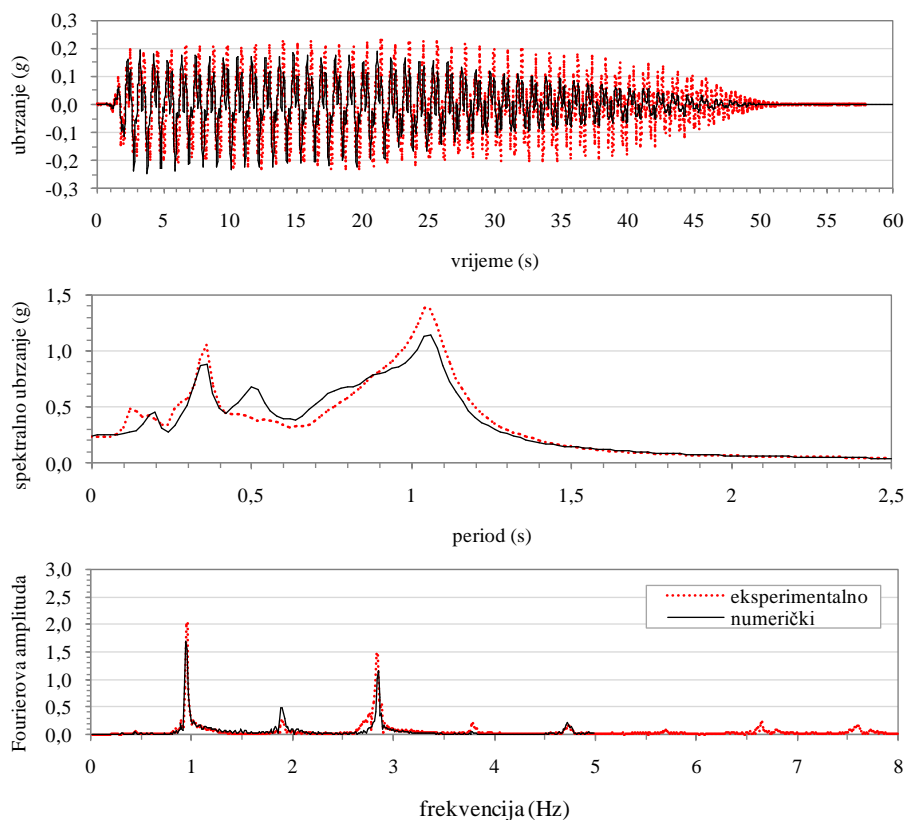 ubrzanje (g)
0,3
0,2
0,1
0,0
-0,1
-0,2
-0,3
0 5 10 15 20 25 30 35 40 45 50 55 60
vrijeme (s)
spektralno ubrzanje (g)
1,5
1,0
0,5
0,0
0 0,5 1 1,5 2 2,5
period (s)
Fourierova amplituda
3,0
2,5
2,0
1,5
1,0
0,5
0,0
eksperimentalno
numerički
0 1 2 3 4 5 6 7 8
frekvencija (Hz)